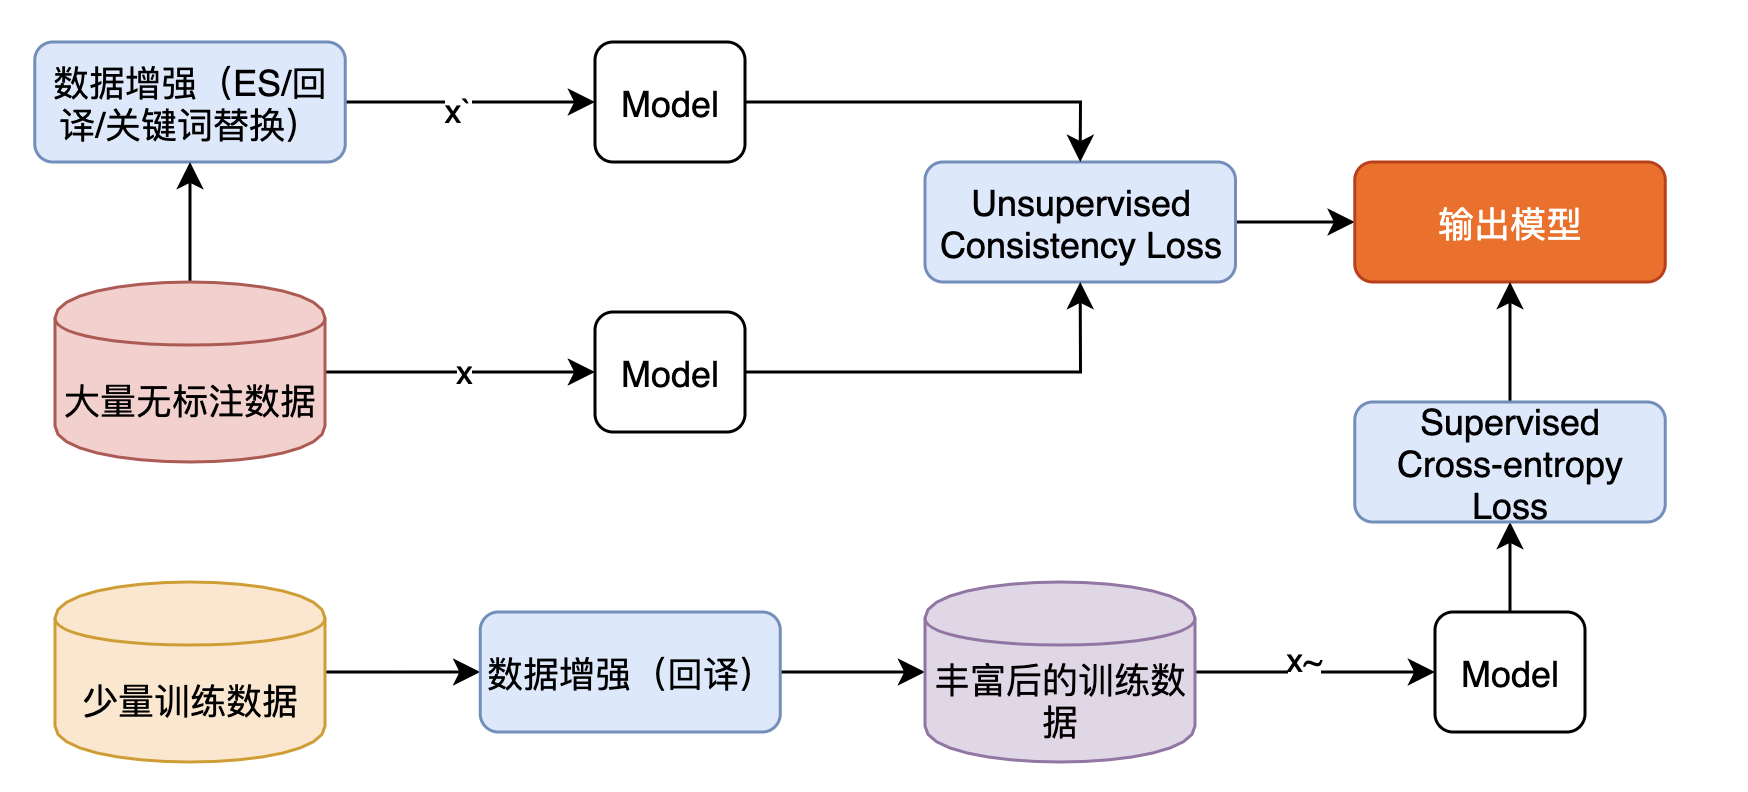 数据增强（ES/回
译/关键词替换）
x`
Model
Unsupervised
Consistency Loss
输出模型
大量无标注数据
x
Model
Supervised
Cross-entropy
Loss
少量训练数据
数据增强（回译）
丰富后的训练数
据
x~
Model